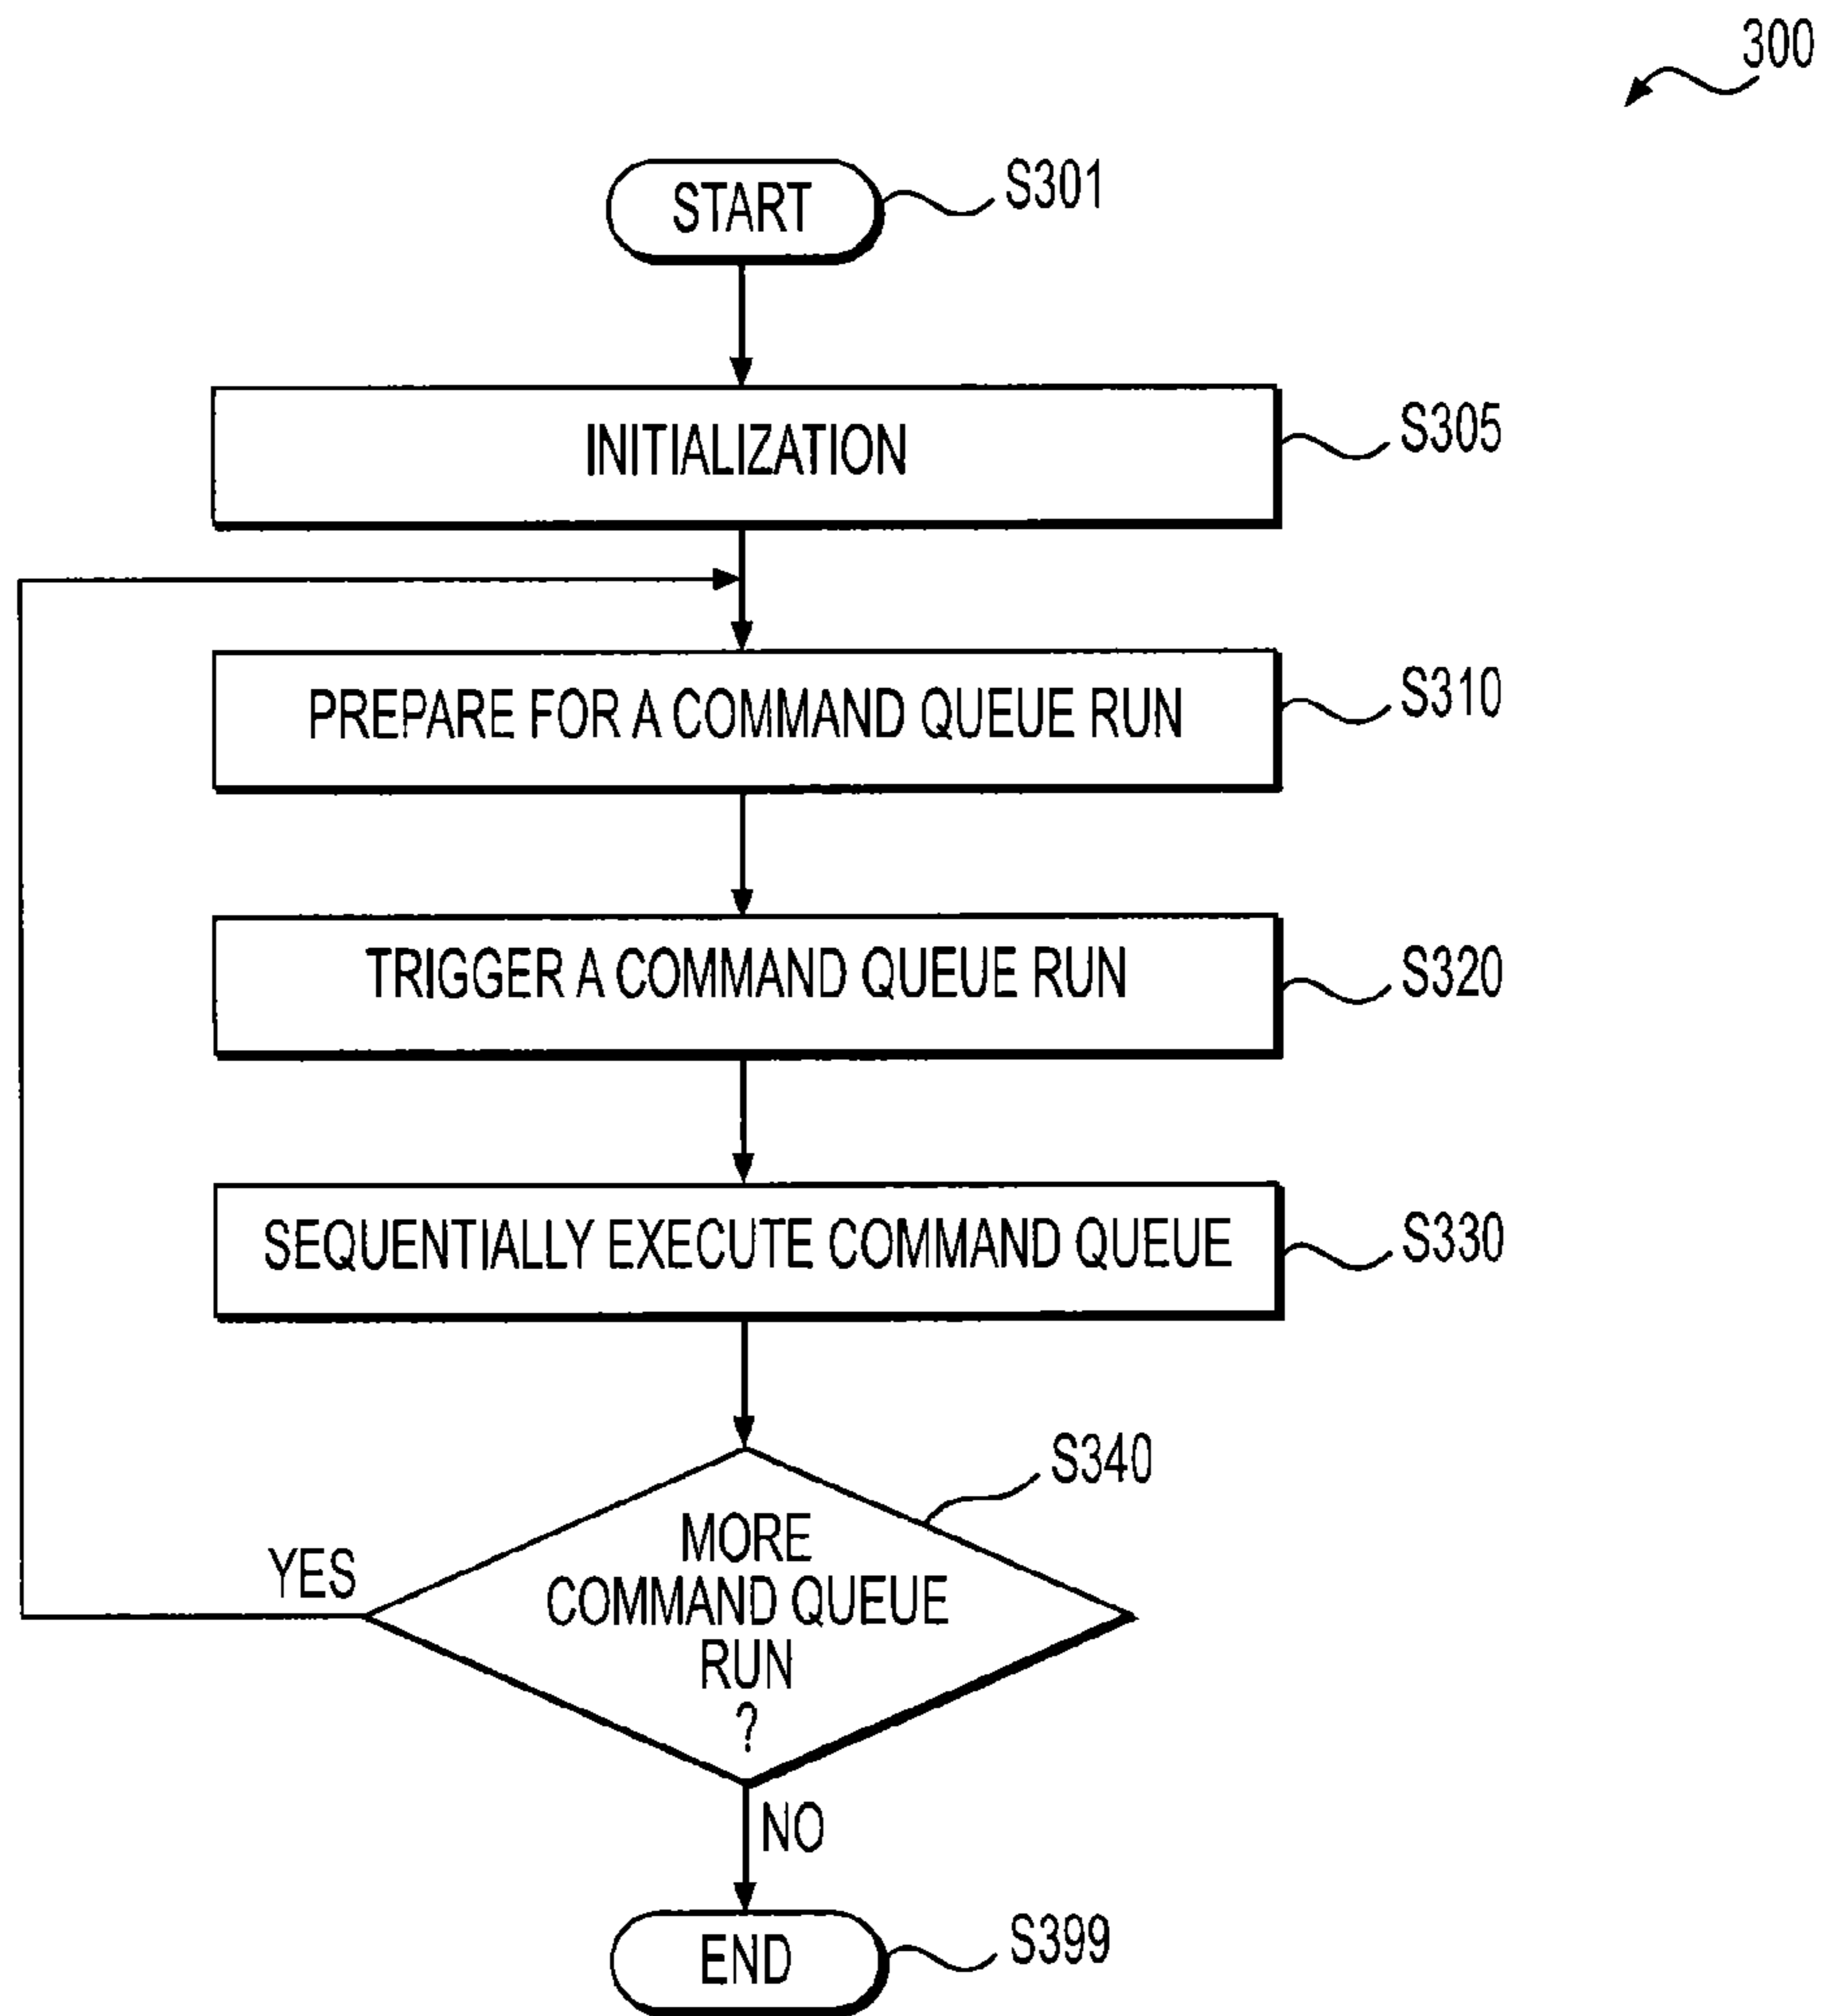 300
START
S301
INITIALIZATION
S305
PREPARE FOR A COMMAND QUEUE RUN
S310
TRIGGER A COMMAND QUEUE RUN
S320
SEQUENTIALLY EXECUTE COMMAND QUEUE
S330
S340
MORE
COMMAND QUEUE
RUN
?
YES
NO
END
S399